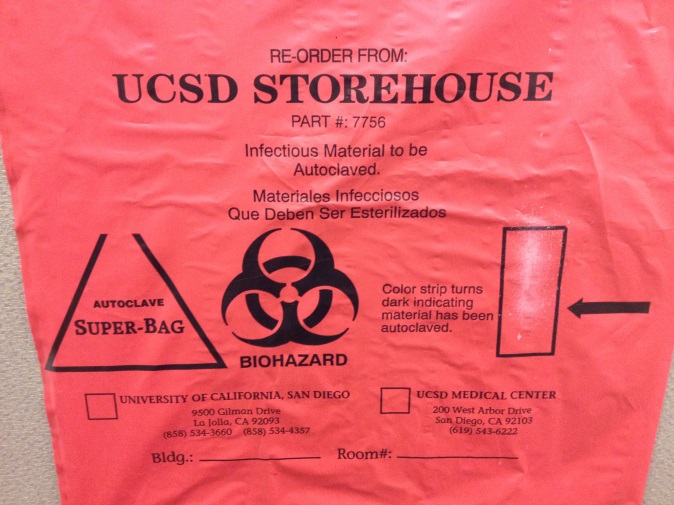 RE-ORDER FROM:
UCSD STOREHOUSE
PART #: 7756
Infectious Material to be
Autoclaved.
Materiales Infecciosos
Que Deben Ser Esterilizados
AUTOCLAVE
SUPER-BAG
BIOHAZARD
Color strip turns
dark indicating
material has been
autoclaved.
UNIVERSITY OF CALIFORNIA, SAN DIEGO
9500 Gilman Drive
La Jolla, CA 92093
(858) 534-3660 (858) 534-4357
UCSD MEDICAL CENTER
200 West Arbor Drive
San Diego, CA 92103
(619) 543-6222
Bldg.: Room#: